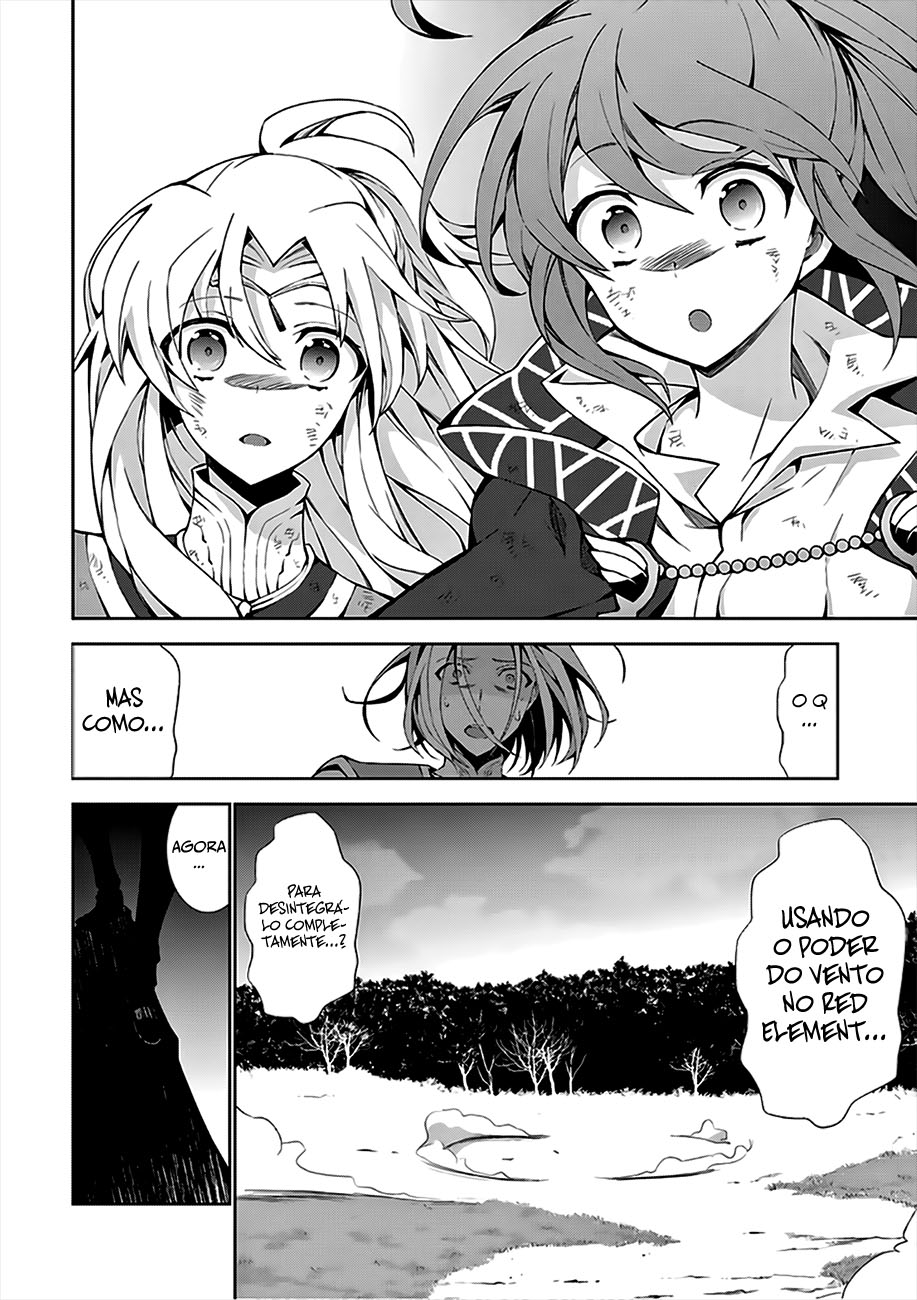 O Q
...
MAS
COMO...
USANDO
O PODER
DO VENTO
NO RED
ELEMENT...
PARA
DESINTEGRÁ-
LO COMPLE-
TAMENTE...?
AGORA
...